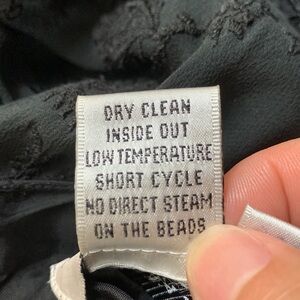 DRY CLEAN
INSIDE OUT
LOW TEMPERATURE
SHORT CYCLE
NO DIRECT STEAM
ON THE BEADS